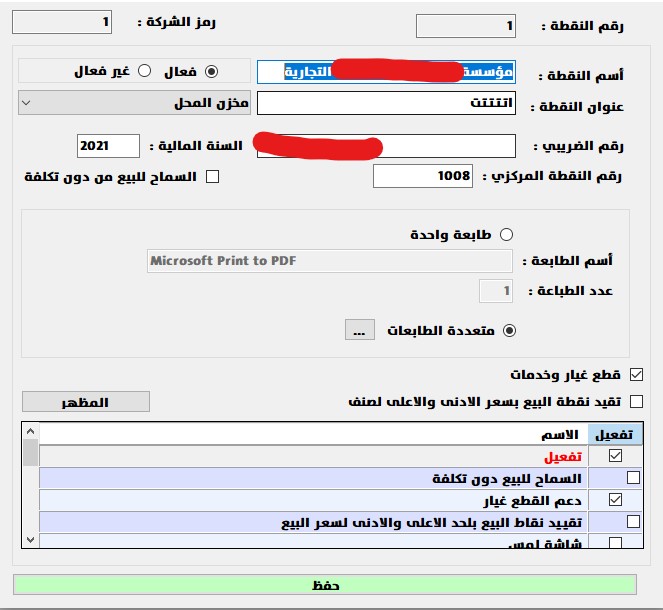 رقم النقطة : 1
رمز الشركة : 1
أسم النقطة : مؤسسة التجارية
فعال غير فعال
عنوان النقطة : اتتتتت
مخزن المحل
رقم الضريبي :
السنة المالية : 2021
رقم النقطة المركزي : 1008
السماح للبيع من دون تكلفة
طابعة واحدة
أسم الطابعة : Microsoft Print to PDF
عدد الطباعة : 1
متعددة الطابعات ...
قطع غيار وخدمات
تقيد نقطة البيع بسعر الادنى والاعلى لصنف
المظهر
تفعيل الاسم
تفعيل
السماح للبيع دون تكلفة
دعم القطع غيار
تقييد نقاط البيع بلحد الاعلى والادنى لسعر البيع
شاشة لمس
حفظ